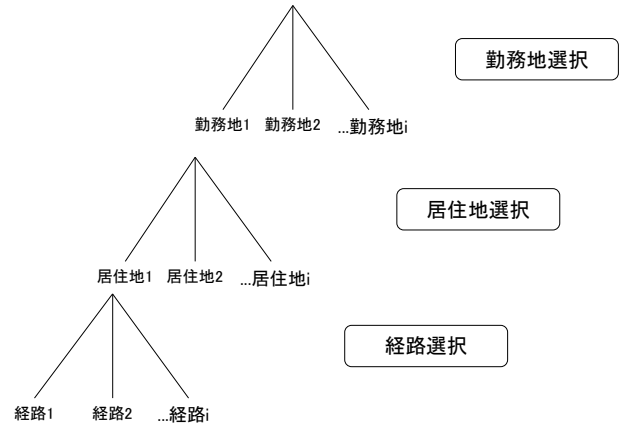 勤務地選択
勤務地1 勤務地2 ...勤務地i
居住地選択
居住地1 居住地2 ...居住地i
経路選択
経路1 経路2 ...経路i